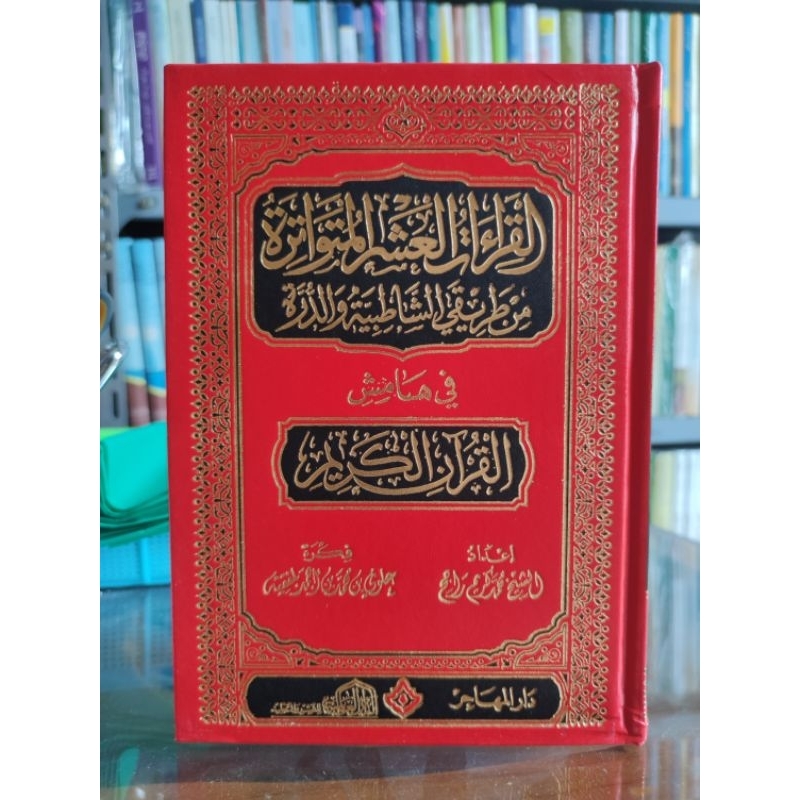 القراءات العشر المتواترة
من طريقي الشاطبية والدرة
في هامش
القرآن الكريم
إعداد
الشيخ محمد كريم راجح
فكرة
علوي بن محمد بن أحمد بلفقيه
دار المهاجر